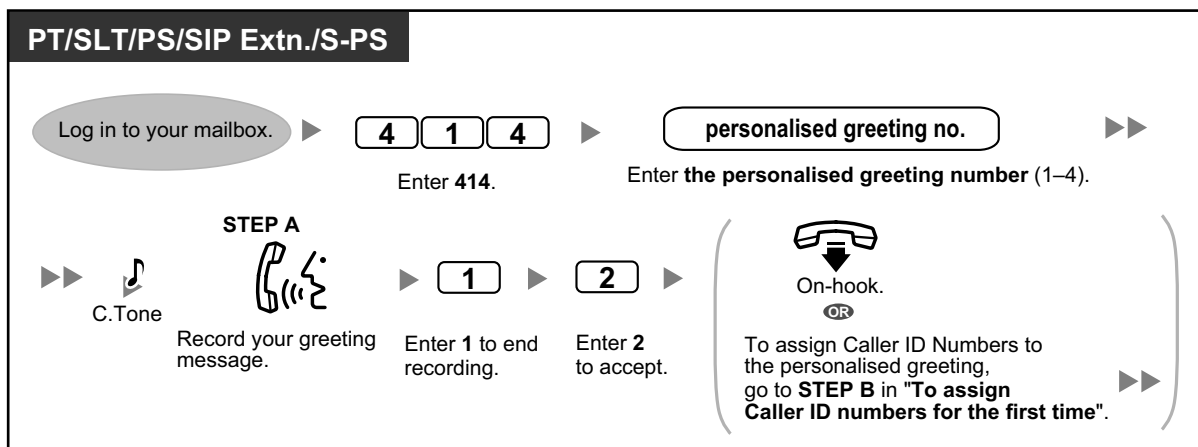 PT/SLT/PS/SIP Extn./S-PS
Log in to your mailbox.
4 1 4
Enter 414.
personalised greeting no.
Enter the personalised greeting number (1–4).
C.Tone
STEP A
Record your greeting
message.
1
Enter 1 to end
recording.
2
Enter 2
to accept.
On-hook.
OR
To assign Caller ID Numbers to
the personalised greeting,
go to STEP B in "To assign
Caller ID numbers for the first time".